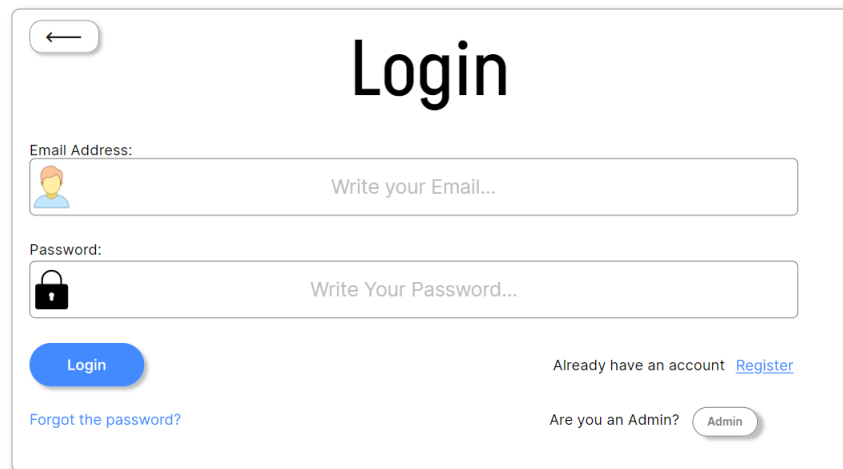 Login
Email Address:
Write your Email...
Password:
Write Your Password...
Login
Already have an account Register
Forgot the password?
Are you an Admin? Admin